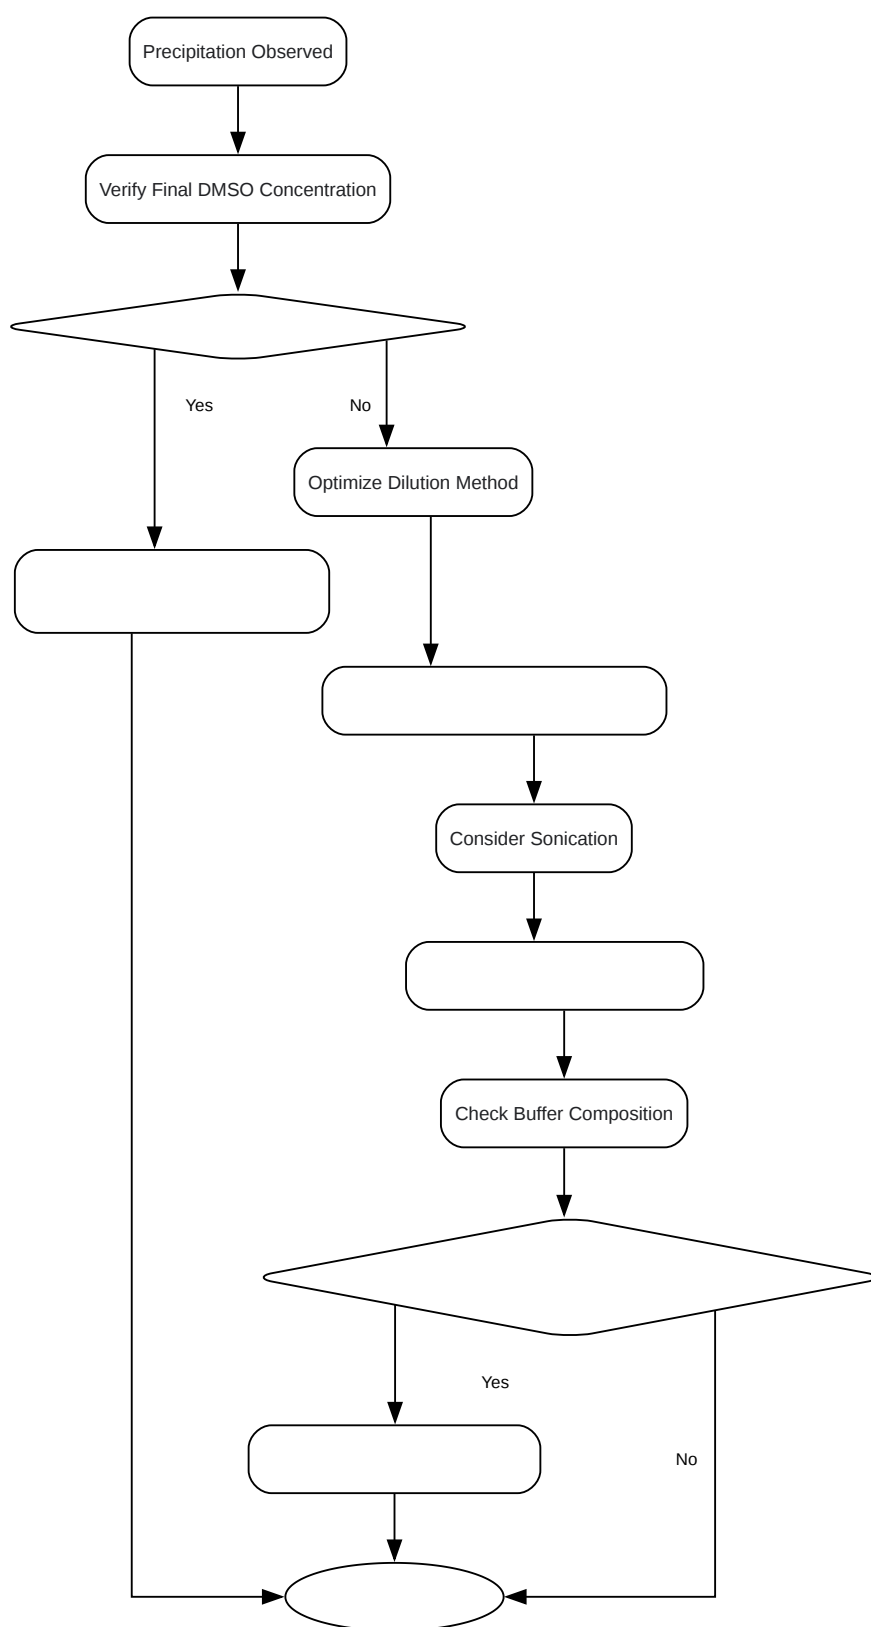 Precipitation Observed
Verify Final DMSO Concentration
Yes
No
Optimize Dilution Method
Consider Sonication
Check Buffer Composition
Yes
No